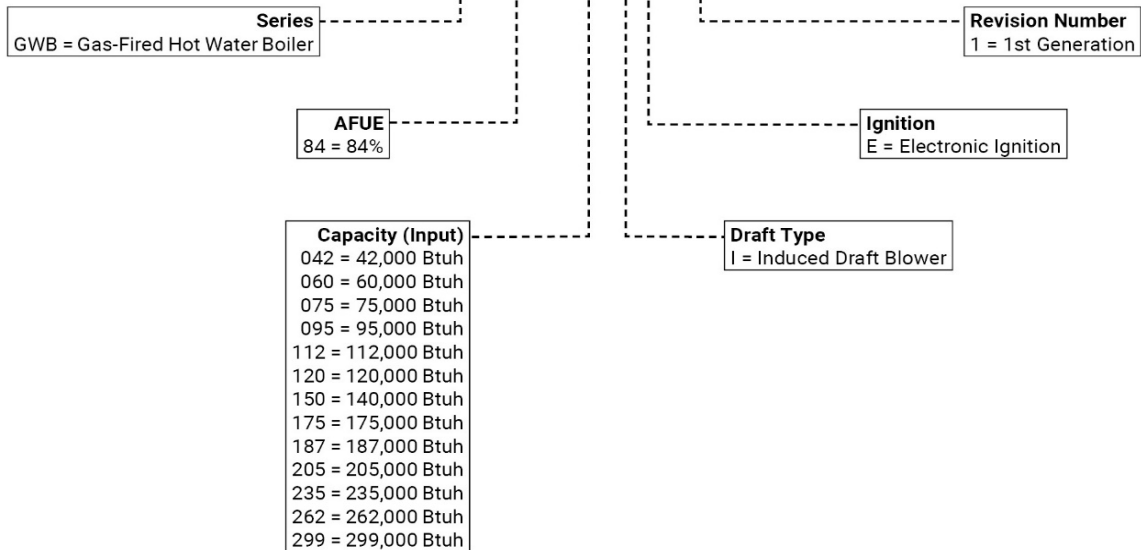 Series
GWB = Gas-Fired Hot Water Boiler
Revision Number
1 = 1st Generation
AFUE
84 = 84%
Ignition
E = Electronic Ignition
Capacity (Input)
042 = 42,000 Btuh
060 = 60,000 Btuh
075 = 75,000 Btuh
095 = 95,000 Btuh
112 = 112,000 Btuh
120 = 120,000 Btuh
150 = 140,000 Btuh
175 = 175,000 Btuh
187 = 187,000 Btuh
205 = 205,000 Btuh
235 = 235,000 Btuh
262 = 262,000 Btuh
299 = 299,000 Btuh
Draft Type
I = Induced Draft Blower